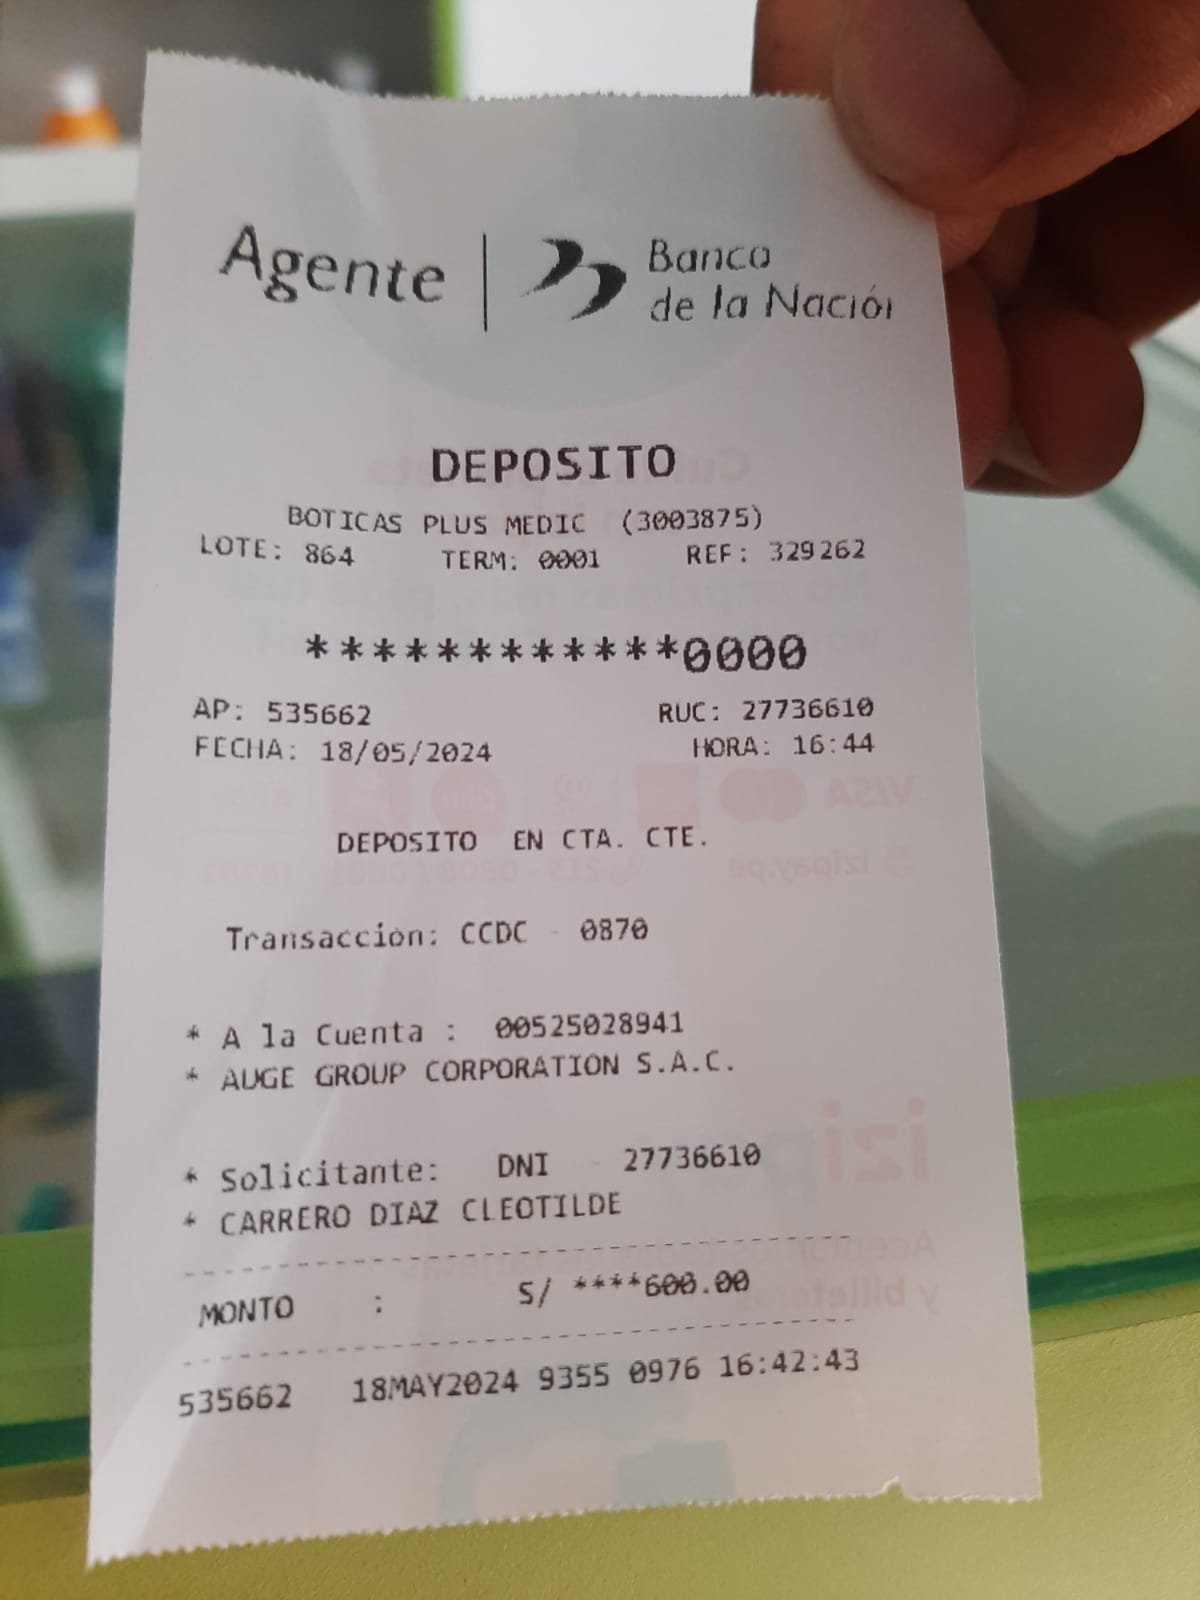 Agente | Banco
de la Nación
DEPOSITO
BOTICAS PLUS MEDIC (3003875)
LOTE: 864 TERM: 0001 REF: 329262
************0000
AP: 535662 RUC: 27736610
FECHA: 18/05/2024 HORA: 16:44
DEPOSITO EN CTA. CTE.
Transaccion: CCDC - 0870
* A la Cuenta : 00525028941
* AUGE GROUP CORPORATION S.A.C.
* Solicitante: DNI - 27736610
* CARRERO DIAZ CLEOTILDE
MONTO : S/ ****600.00
535662 18MAY2024 9355 0976 16:42:43